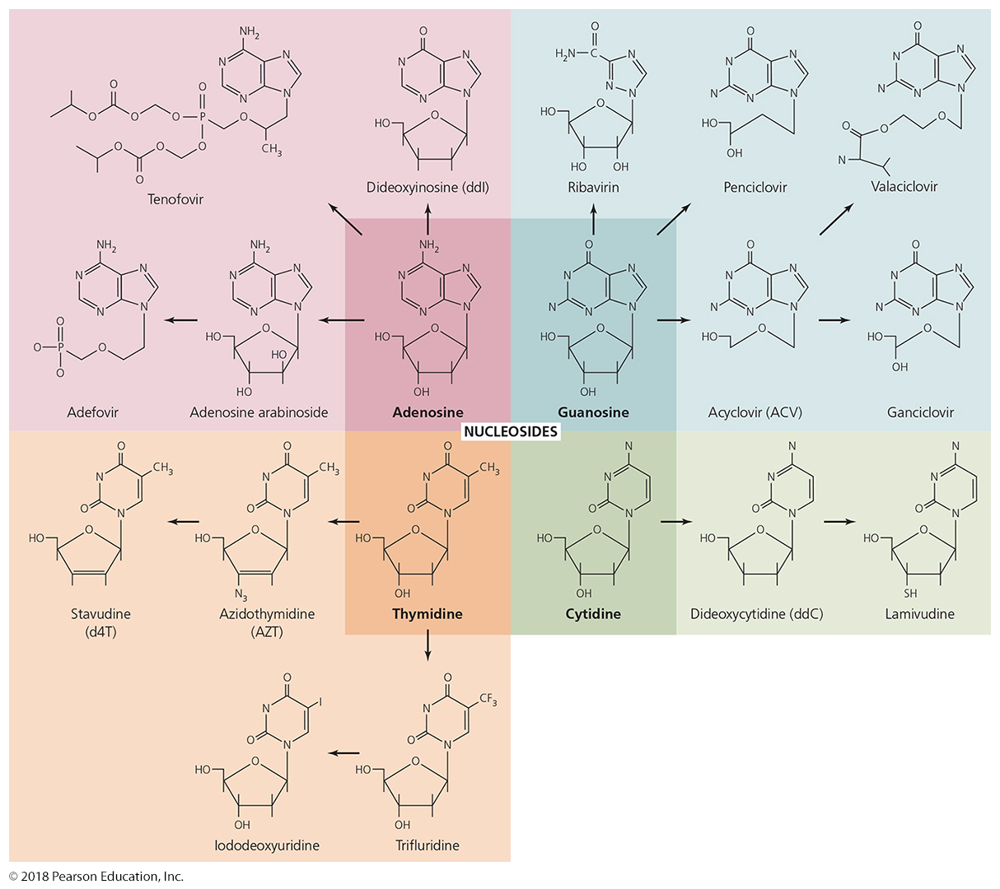 NH₂
N
N
N
N
O
O
O
O
P
O
O
O
O
O
O
CH₃
Tenofovir
O
N
N
N
N
HO
O
Dideoxyinosine (ddI)
O
H₂N
C
N
N
N
HO
O
HO
OH
Ribavirin
O
N
N
N
N
N
HO
OH
Penciclovir
O
N
N
N
N
N
O
O
O
N
Valaciclovir
NH₂
N
N
N
N
O
O
P
O
O
Adefovir
NH₂
N
N
N
N
HO
O
HO
HO
Adenosine arabinoside
NH₂
N
N
N
N
HO
O
OH
Adenosine
O
N
N
N
N
N
HO
O
OH
Guanosine
O
N
N
N
N
N
HO
O
Acyclovir (ACV)
O
N
N
N
N
N
HO
O
OH
Ganciclovir
NUCLEOSIDES
O
CH₃
N
O
N
HO
O
Stavudine
(d4T)
O
CH₃
N
O
N
HO
O
N₃
Azidothymidine
(AZT)
O
CH₃
N
O
N
HO
O
OH
Thymidine
N
N
O
N
HO
O
OH
Cytidine
N
N
O
N
HO
O
Dideoxycytidine (ddC)
N
N
O
N
HO
O
SH
Lamivudine
O
I
N
O
N
HO
O
OH
Iododeoxyuridine
O
CF₃
N
O
N
HO
O
OH
Trifluridine
© 2018 Pearson Education, Inc.